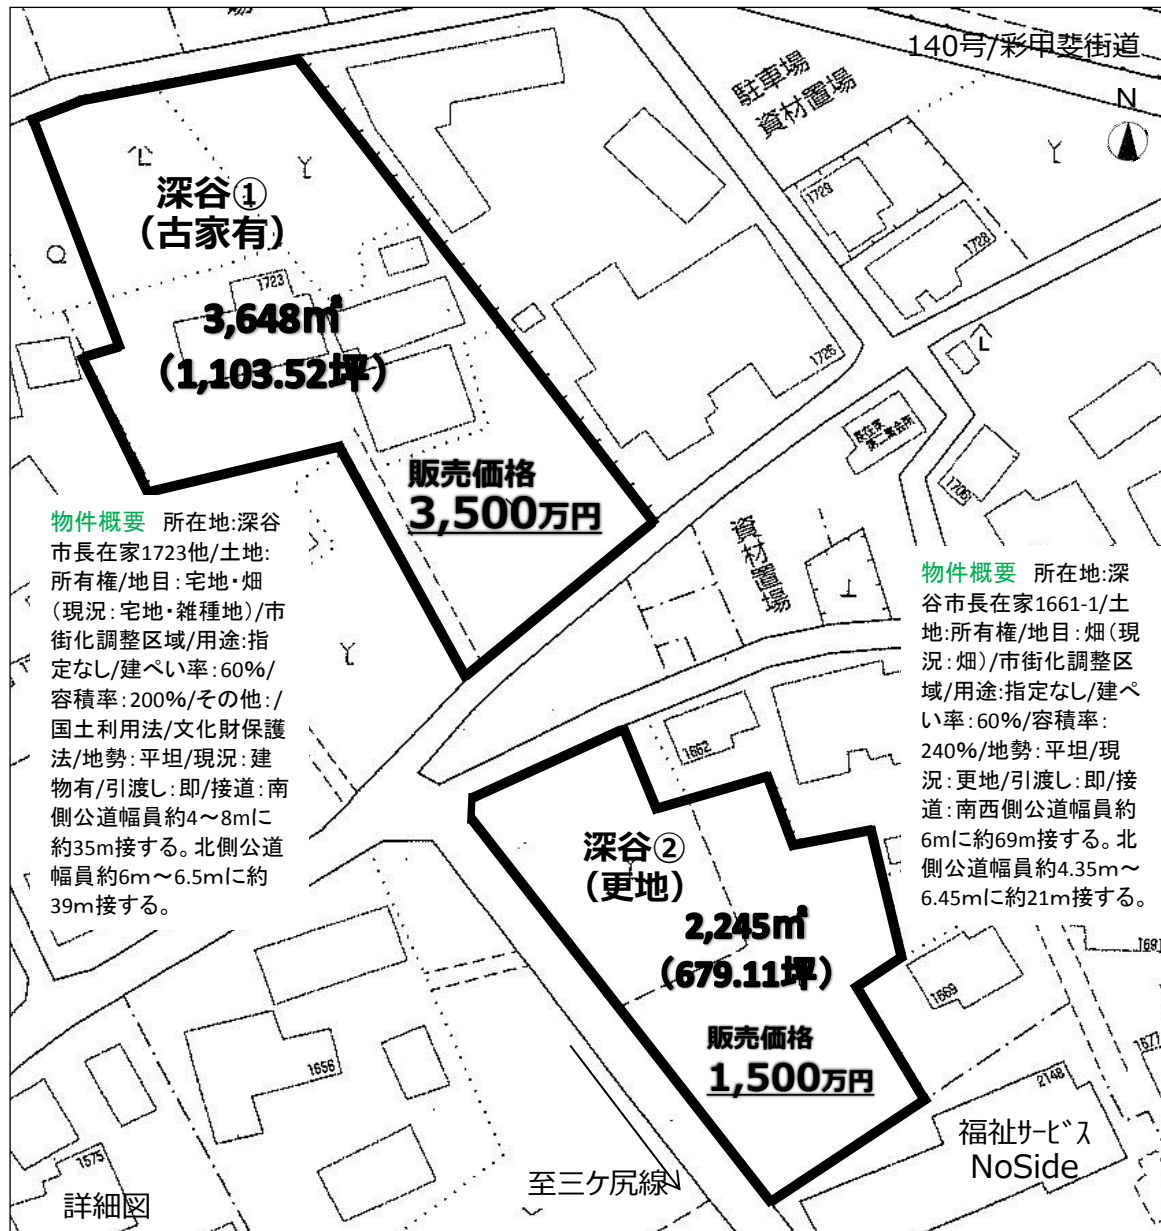 140号/彩甲斐街道
N
駐車場
資材置場
1729
1728
1726
深谷①
（古家有）
1723
3,648㎡
（1,103.52坪）
販売価格
3,500万円
長在家
第二集会所
1706
資材置場
物件概要 所在地:深谷
市長在家1723他/土地:
所有権/地目:宅地・畑
（現況:宅地・雑種地）/市
街化調整区域/用途:指
定なし/建ぺい率:60%/
容積率:200%/その他:/
国土利用法/文化財保護
法/地勢:平坦/現況:建
物有/引渡し:即/接道:南
側公道幅員約4～8mに
約35m接する。北側公道
幅員約6m～6.5mに約
39m接する。
物件概要 所在地:深
谷市長在家1661-1/土
地:所有権/地目:畑（現
況:畑）/市街化調整区
域/用途:指定なし/建ぺ
い率:60%/容積率:
240%/地勢:平坦/現
況:更地/引渡し:即/接
道:南西側公道幅員約
6mに約69m接する。北
側公道幅員約4.35m～
6.45mに約21m接する。
1662
深谷②
（更地）
2,245㎡
（679.11坪）
販売価格
1,500万円
1669
168
1577
2148
1656
1575
福祉ｻｰﾋﾞｽ
NoSide
至三ケ尻線
詳細図